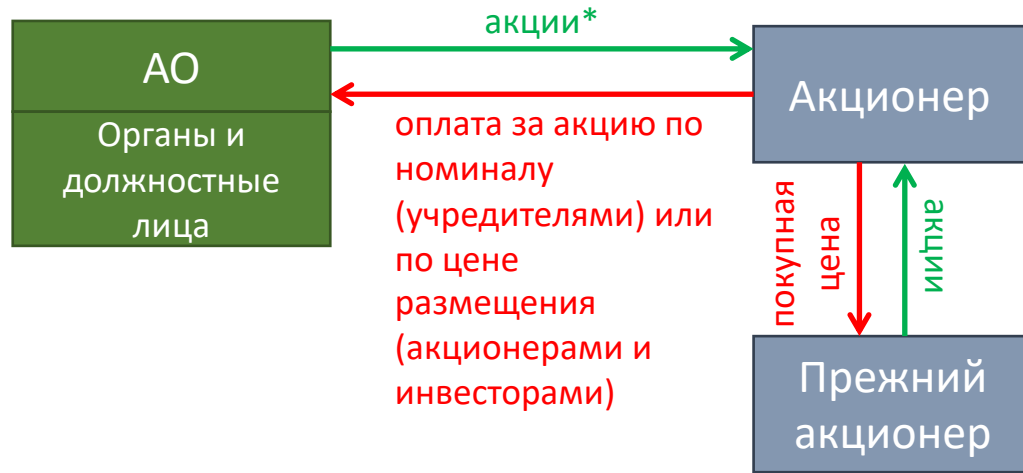 акции*
АО
Органы и
должностные
лица
Акционер
оплата за акцию по
номиналу
(учредителями) или
по цене
размещения
(акционерами и
инвесторами)
покупная
цена
акции
Прежний
акционер